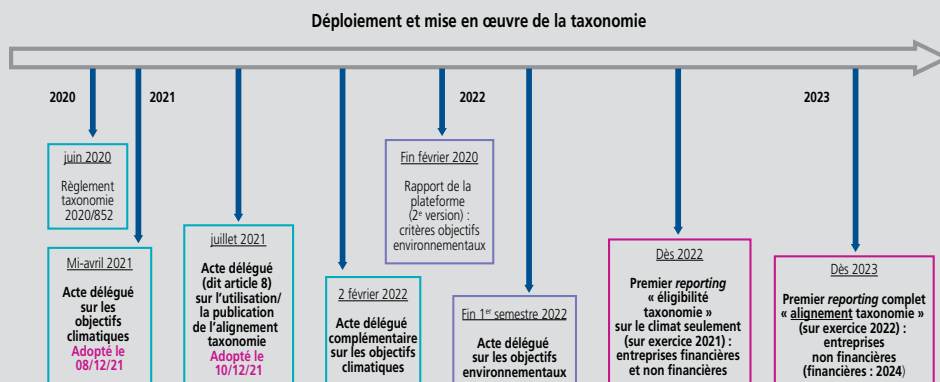 Déploiement et mise en œuvre de la taxonomie
2020
2021
2022
2023
juin 2020
Règlement
taxonomie
2020/852
Mi-avril 2021
Acte délégué
sur les
objectifs
climatiques
Adopté le
08/12/21
juillet 2021
Acte délégué
(dit article 8)
sur l'utilisation/
la publication
de l'alignement
taxonomie
Adopté le
10/12/21
2 février 2022
Acte délégué
complémentaire
sur les objectifs
climatiques
Fin février 2020
Rapport de la
plateforme
(2e version) :
critères objectifs
environnementaux
Fin 1er semestre 2022
Acte délégué
sur les objectifs
environnementaux
Dès 2022
Premier reporting
« éligibilité
taxonomie »
sur le climat seulement
(sur exercice 2021) :
entreprises financières
et non financières
Dès 2023
Premier reporting complet
« alignement taxonomie »
(sur exercice 2022) :
entreprises
non financières
(financières : 2024)